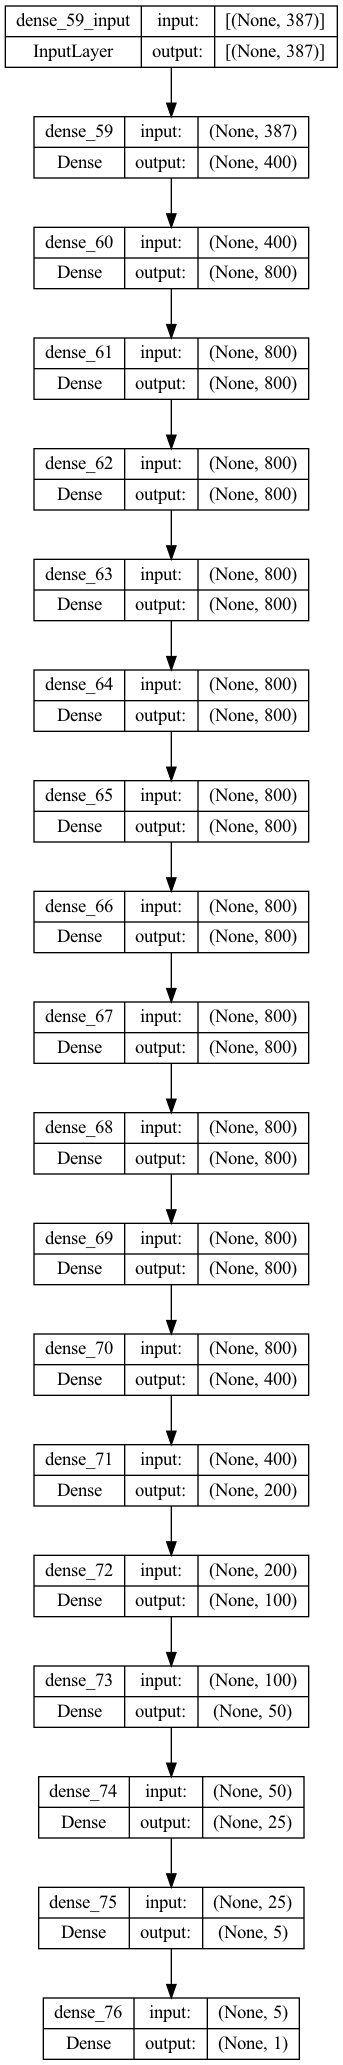 dense_59_input input: [(None, 387)]
InputLayer output: [(None, 387)]
dense_59 input: (None, 387)
Dense output: (None, 400)
dense_60 input: (None, 400)
Dense output: (None, 800)
dense_61 input: (None, 800)
Dense output: (None, 800)
dense_62 input: (None, 800)
Dense output: (None, 800)
dense_63 input: (None, 800)
Dense output: (None, 800)
dense_64 input: (None, 800)
Dense output: (None, 800)
dense_65 input: (None, 800)
Dense output: (None, 800)
dense_66 input: (None, 800)
Dense output: (None, 800)
dense_67 input: (None, 800)
Dense output: (None, 800)
dense_68 input: (None, 800)
Dense output: (None, 800)
dense_69 input: (None, 800)
Dense output: (None, 800)
dense_70 input: (None, 800)
Dense output: (None, 400)
dense_71 input: (None, 400)
Dense output: (None, 200)
dense_72 input: (None, 200)
Dense output: (None, 100)
dense_73 input: (None, 100)
Dense output: (None, 50)
dense_74 input: (None, 50)
Dense output: (None, 25)
dense_75 input: (None, 25)
Dense output: (None, 5)
dense_76 input: (None, 5)
Dense output: (None, 1)